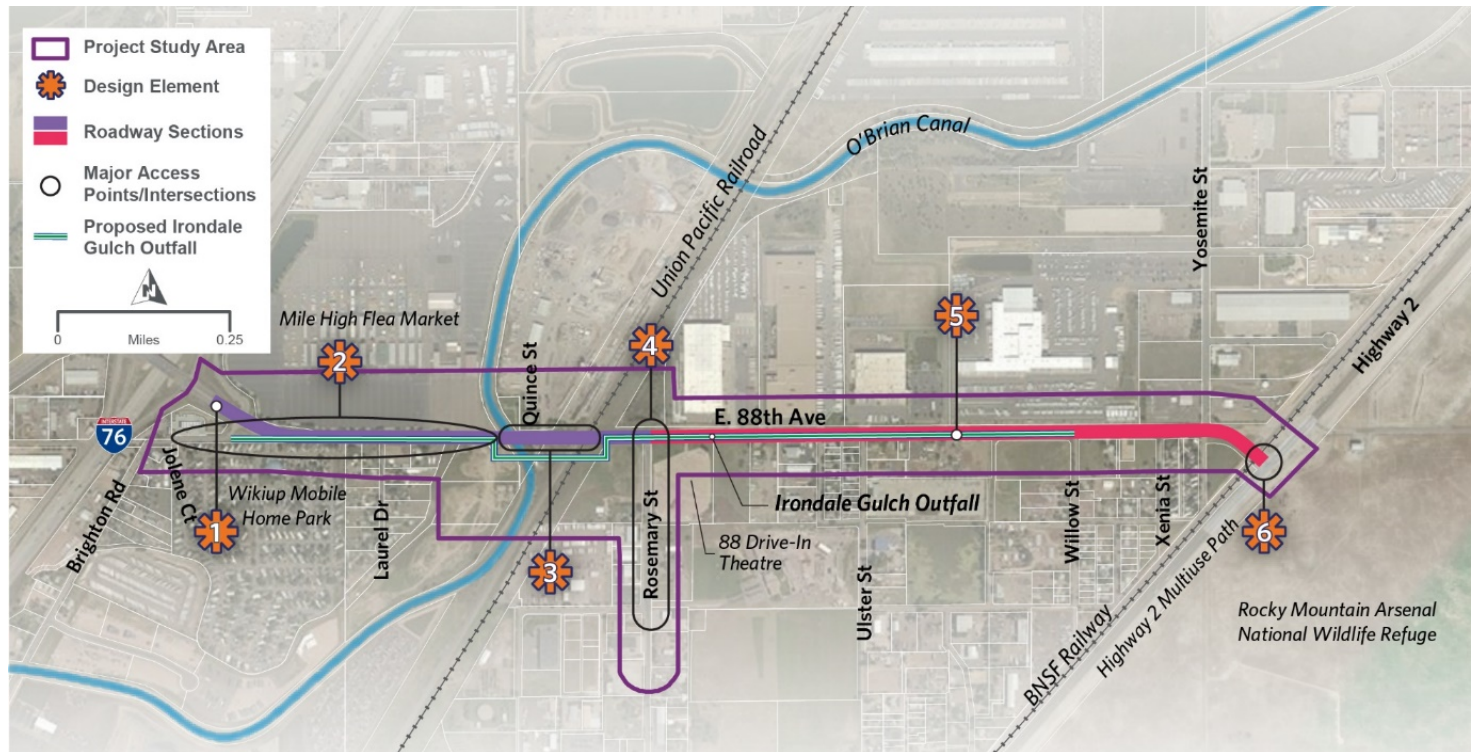 Project Study Area
Design Element
Roadway Sections
Major Access
Points/Intersections
Proposed Irondale
Gulch Outfall
N
0 Miles 0.25
Mile High Flea Market
2
Quince St
Union Pacific Railroad
O'Brian Canal
4
5
Yosemite St
Highway 2
E. 88th Ave
INTERSTATE
76
Brighton Rd
Jolene Ct
1
Wikiup Mobile
Home Park
Laurel Dr
3
Rosemary St
Irondale Gulch Outfall
88 Drive-In
Theatre
Ulster St
Willow St
Xenia St
6
BNSF Railway
Highway 2 Multiuse Path
Rocky Mountain Arsenal
National Wildlife Refuge